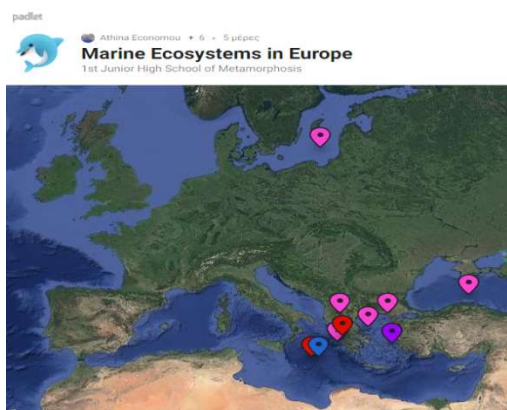 padlet
Athina Economou + 6 • 5 μέρες
Marine Ecosystems in Europe
1st Junior High School of Metamorphosis